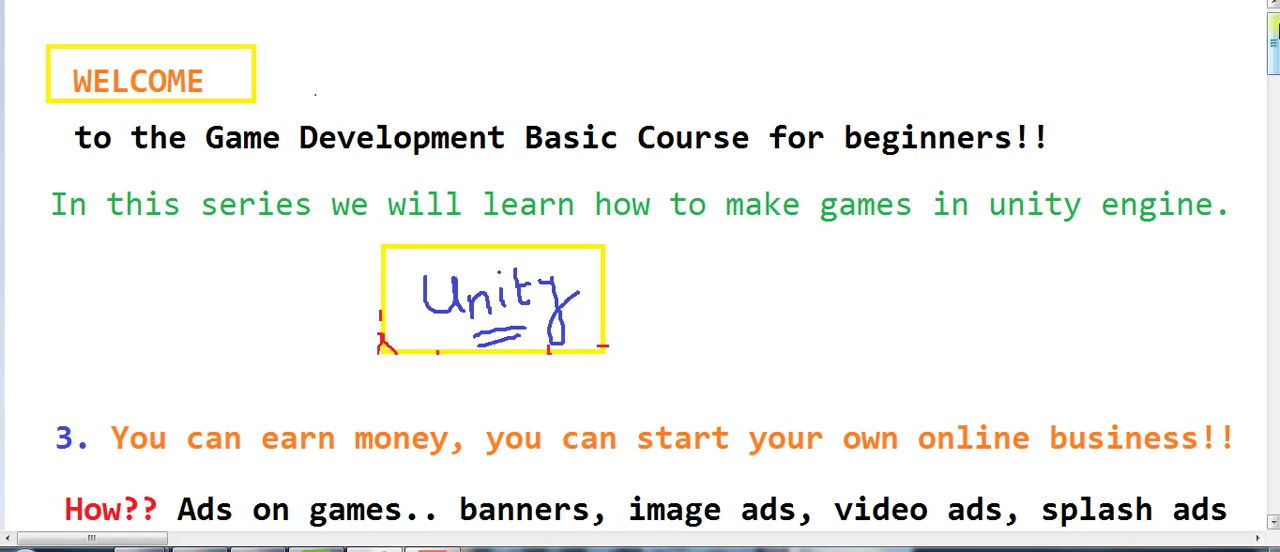 WELCOME
to the Game Development Basic Course for beginners!!
In this series we will learn how to make games in unity engine.
Unity
3. You can earn money, you can start your own online business!!
How?? Ads on games.. banners, image ads, video ads, splash ads